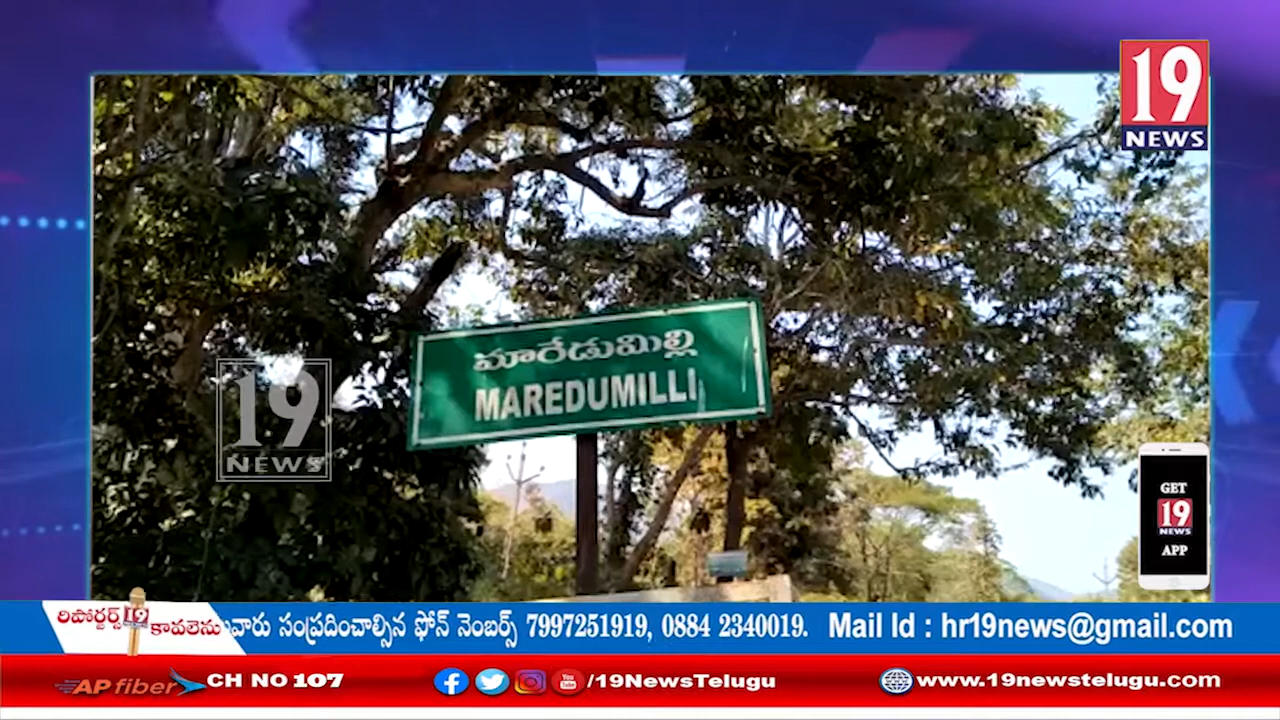 19
NEWS
మారేడుమిల్లి
MAREDUMILLI
19
NEWS
GET
19
NEWS
APP
రిపోర్టర్స్
కావలెను
వారు సంప్రదించాల్సిన ఫోన్ నెంబర్స్ 7997251919, 0884 2340019. Mail Id : hr19news@gmail.com
AP fiber CH NO 107 /19NewsTelugu www.19newstelugu.com